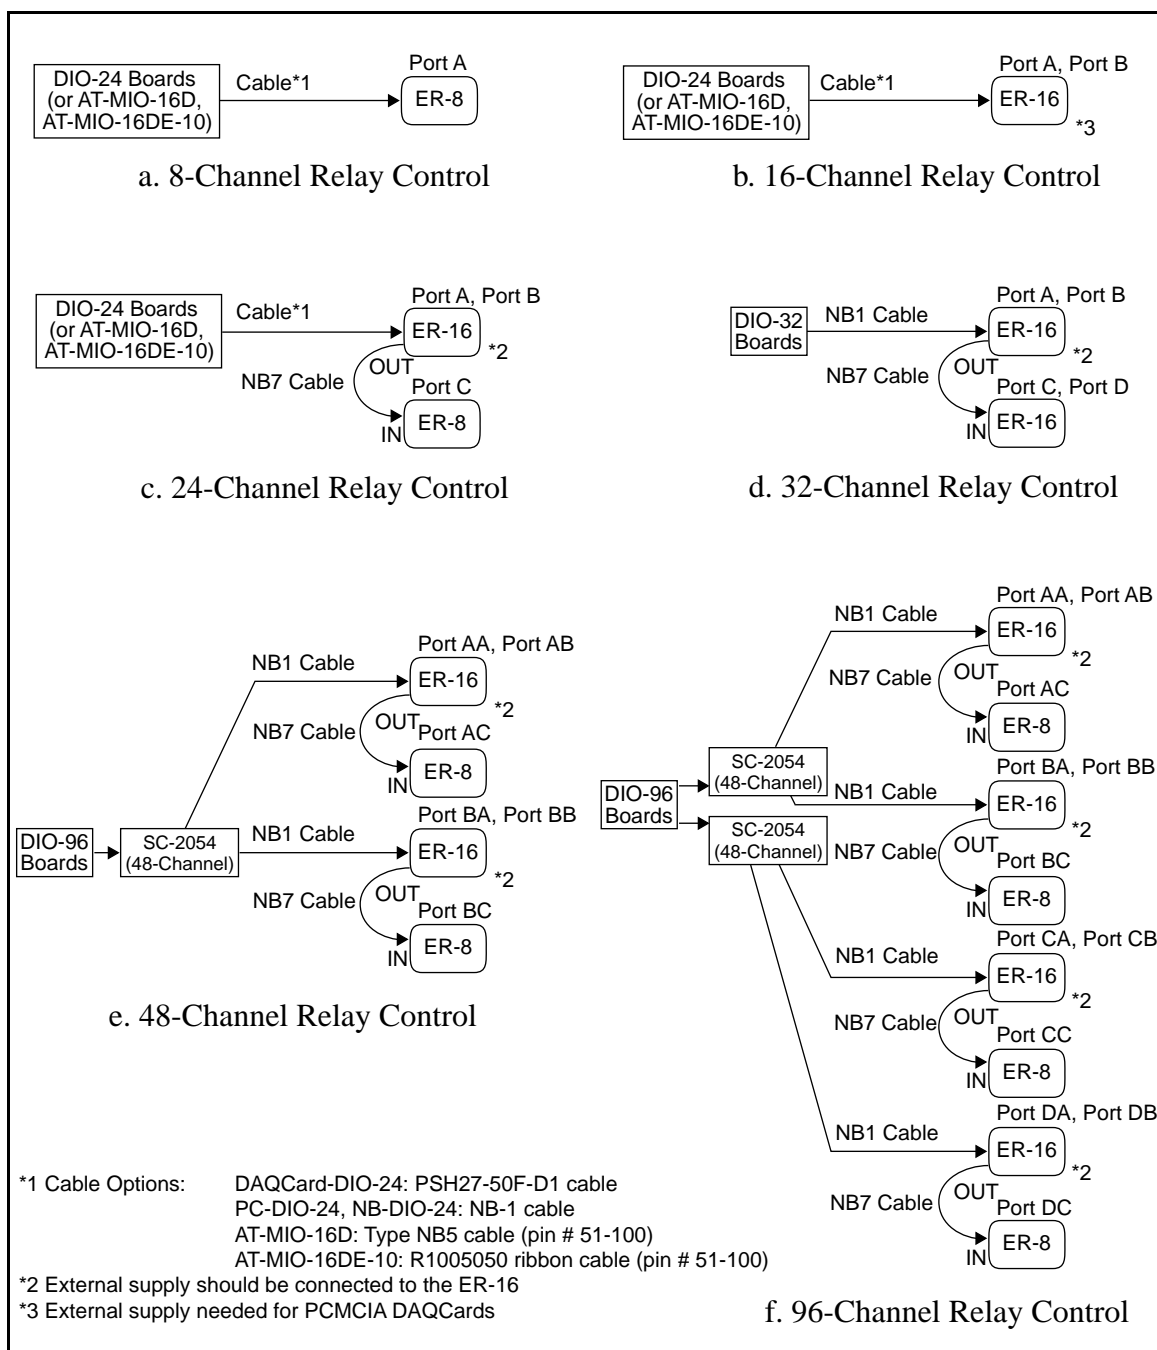 Port A
DIO-24 Boards
(or AT-MIO-16D,
AT-MIO-16DE-10)
Cable*1
ER-8
a. 8-Channel Relay Control
Port A, Port B
DIO-24 Boards
(or AT-MIO-16D,
AT-MIO-16DE-10)
Cable*1
ER-16
*3
b. 16-Channel Relay Control
Port A, Port B
DIO-24 Boards
(or AT-MIO-16D,
AT-MIO-16DE-10)
Cable*1
ER-16
*2
OUT
NB7 Cable
Port C
IN
ER-8
c. 24-Channel Relay Control
Port A, Port B
DIO-32
Boards
NB1 Cable
ER-16
*2
OUT
NB7 Cable
Port C, Port D
IN
ER-16
d. 32-Channel Relay Control
Port AA, Port AB
NB1 Cable
ER-16
*2
OUT
NB7 Cable
Port AC
IN
ER-8
Port BA, Port BB
DIO-96
Boards
SC-2054
(48-Channel)
NB1 Cable
ER-16
*2
OUT
NB7 Cable
Port BC
IN
ER-8
e. 48-Channel Relay Control
Port AA, Port AB
NB1 Cable
ER-16
*2
OUT
NB7 Cable
Port AC
IN
ER-8
SC-2054
(48-Channel)
Port BA, Port BB
DIO-96
Boards
NB1 Cable
ER-16
*2
SC-2054
(48-Channel)
OUT
NB7 Cable
Port BC
IN
ER-8
Port CA, Port CB
NB1 Cable
ER-16
*2
OUT
NB7 Cable
Port CC
IN
ER-8
Port DA, Port DB
NB1 Cable
ER-16
*2
OUT
NB7 Cable
Port DC
IN
ER-8
f. 96-Channel Relay Control
*1 Cable Options: DAQCard-DIO-24: PSH27-50F-D1 cable
PC-DIO-24, NB-DIO-24: NB-1 cable
AT-MIO-16D: Type NB5 cable (pin # 51-100)
AT-MIO-16DE-10: R1005050 ribbon cable (pin # 51-100)
*2 External supply should be connected to the ER-16
*3 External supply needed for PCMCIA DAQCards